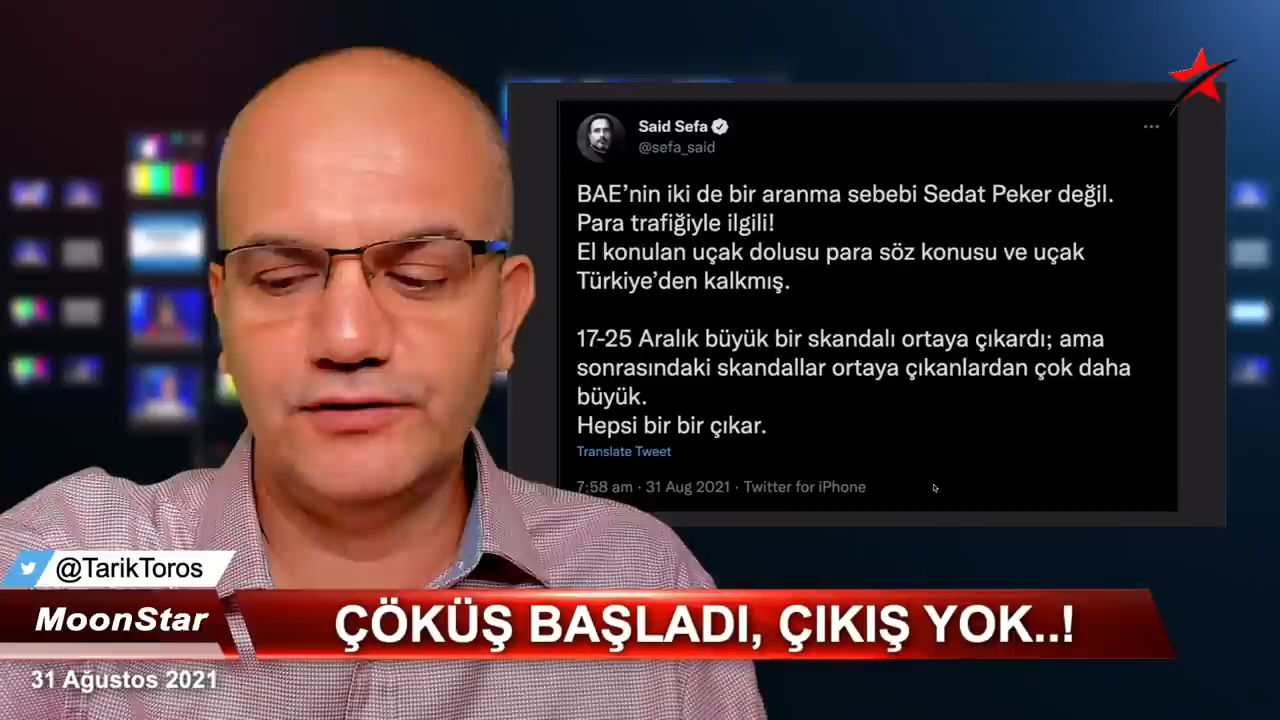 Said Sefa
@sefa_said
BAE’nin iki de bir aranma sebebi Sedat Peker değil.
Para trafiğiyle ilgili!
El konulan uçak dolusu para söz konusu ve uçak
Türkiye’den kalkmış.
17-25 Aralık büyük bir skandalı ortaya çıkardı; ama
sonrasındaki skandallar ortaya çıkanlardan çok daha
büyük.
Hepsi bir bir çıkar.
Translate Tweet
7:58 am · 31 Aug 2021 · Twitter for iPhone
@TarikToros
MoonStar
ÇÖKÜŞ BAŞLADI, ÇIKIŞ YOK..!
31 Ağustos 2021